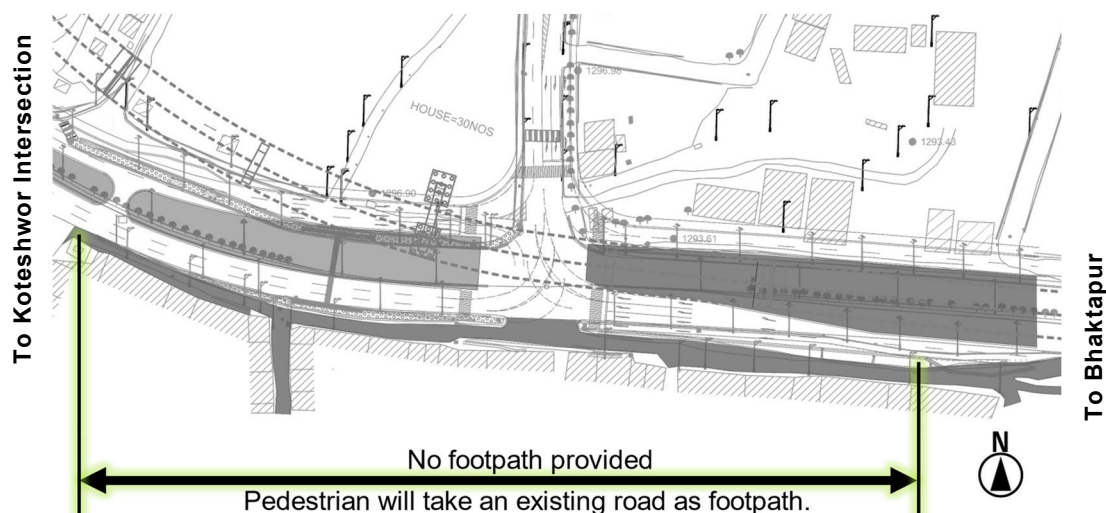 To Koteshwor Intersection
1296.98
HOUSE=30NOS
1293.43
1296.90
1293.61
To Bhaktapur
No footpath provided
N
Pedestrian will take an existing road as footpath.